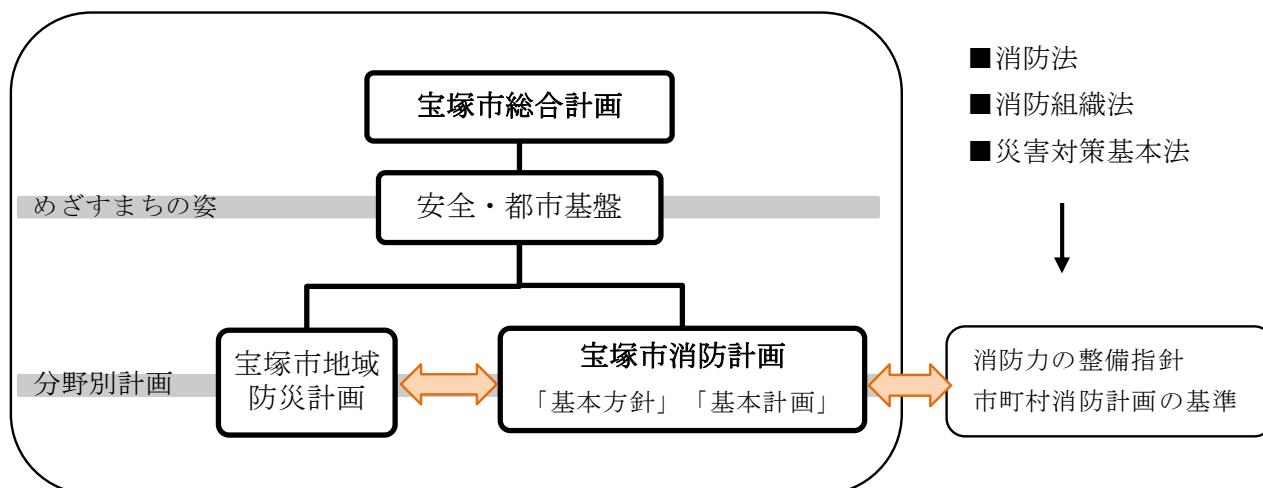 宝塚市総合計画
めざすまちの姿
安全・都市基盤
分野別計画
宝塚市地域
防災計画
宝塚市消防計画
「基本方針」「基本計画」
■消防法
■消防組織法
■災害対策基本法
消防力の整備指針
市町村消防計画の基準